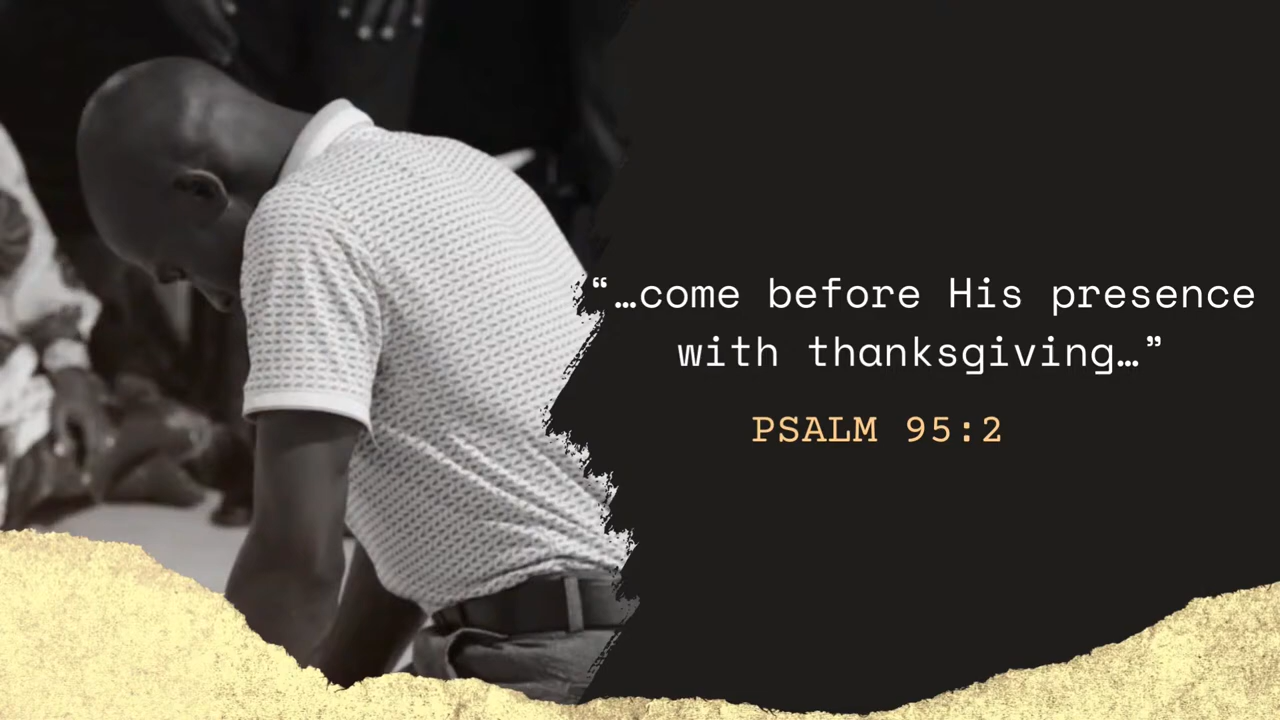 “…come before His presence
with thanksgiving…”
PSALM 95:2